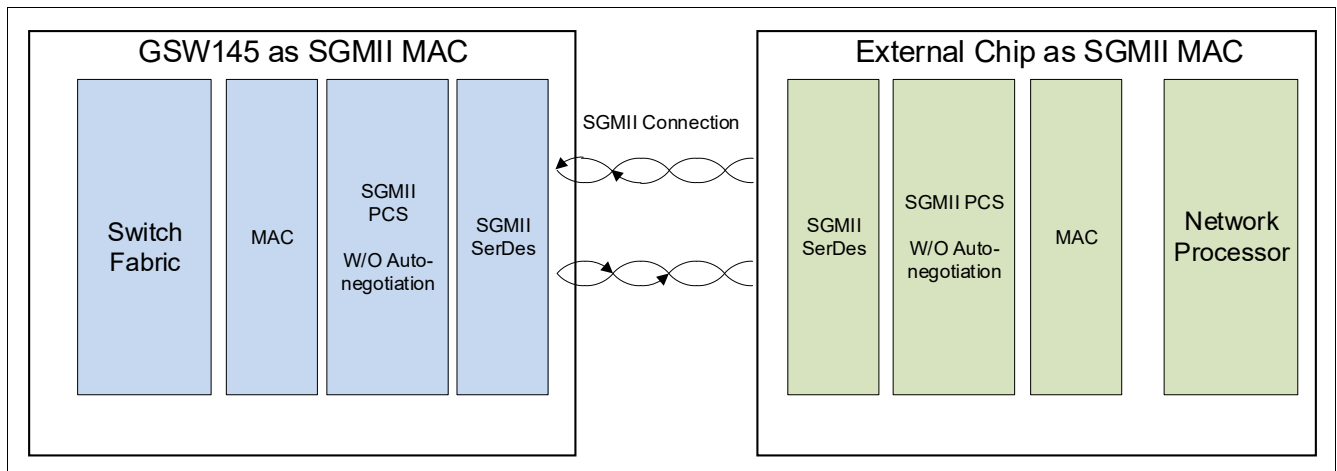 GSW145 as SGMII MAC
Switch
Fabric
MAC
SGMII
PCS
W/O Auto-
negotiation
SGMII
SerDes
SGMII Connection
External Chip as SGMII MAC
SGMII
SerDes
SGMII PCS
W/O Auto-
negotiation
MAC
Network
Processor